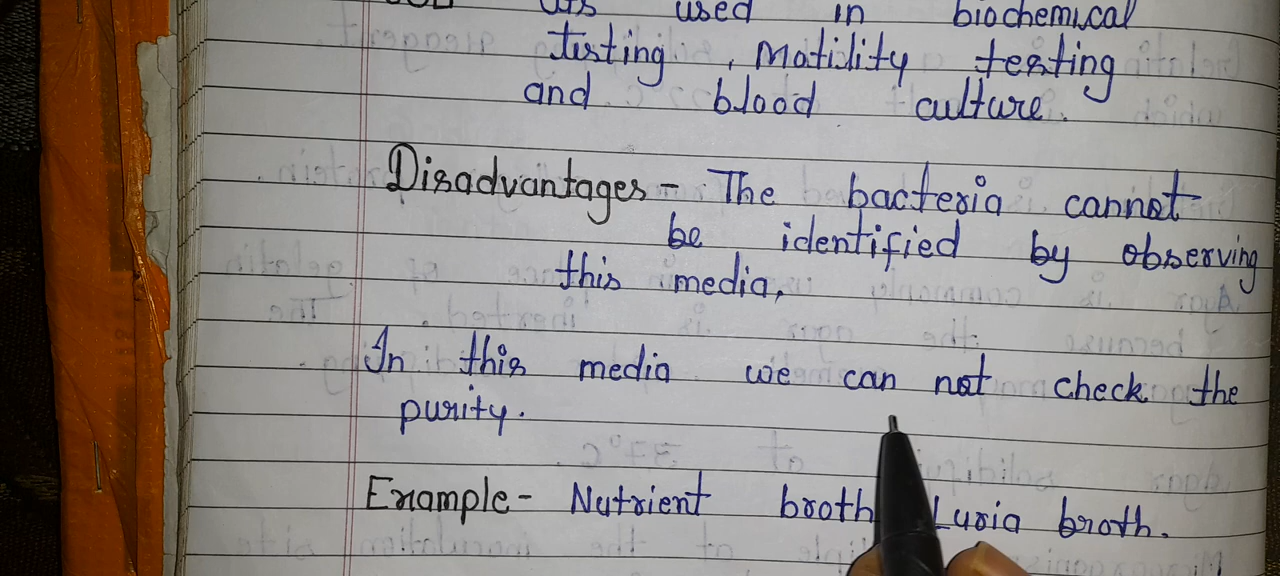 used in biochemical
testing, Motility testing
and blood culture.
Disadvantages - The bacteria cannot
be identified by observing
this media,
In this media we can not check the
purity.
Example - Nutrient broth Luria broth.